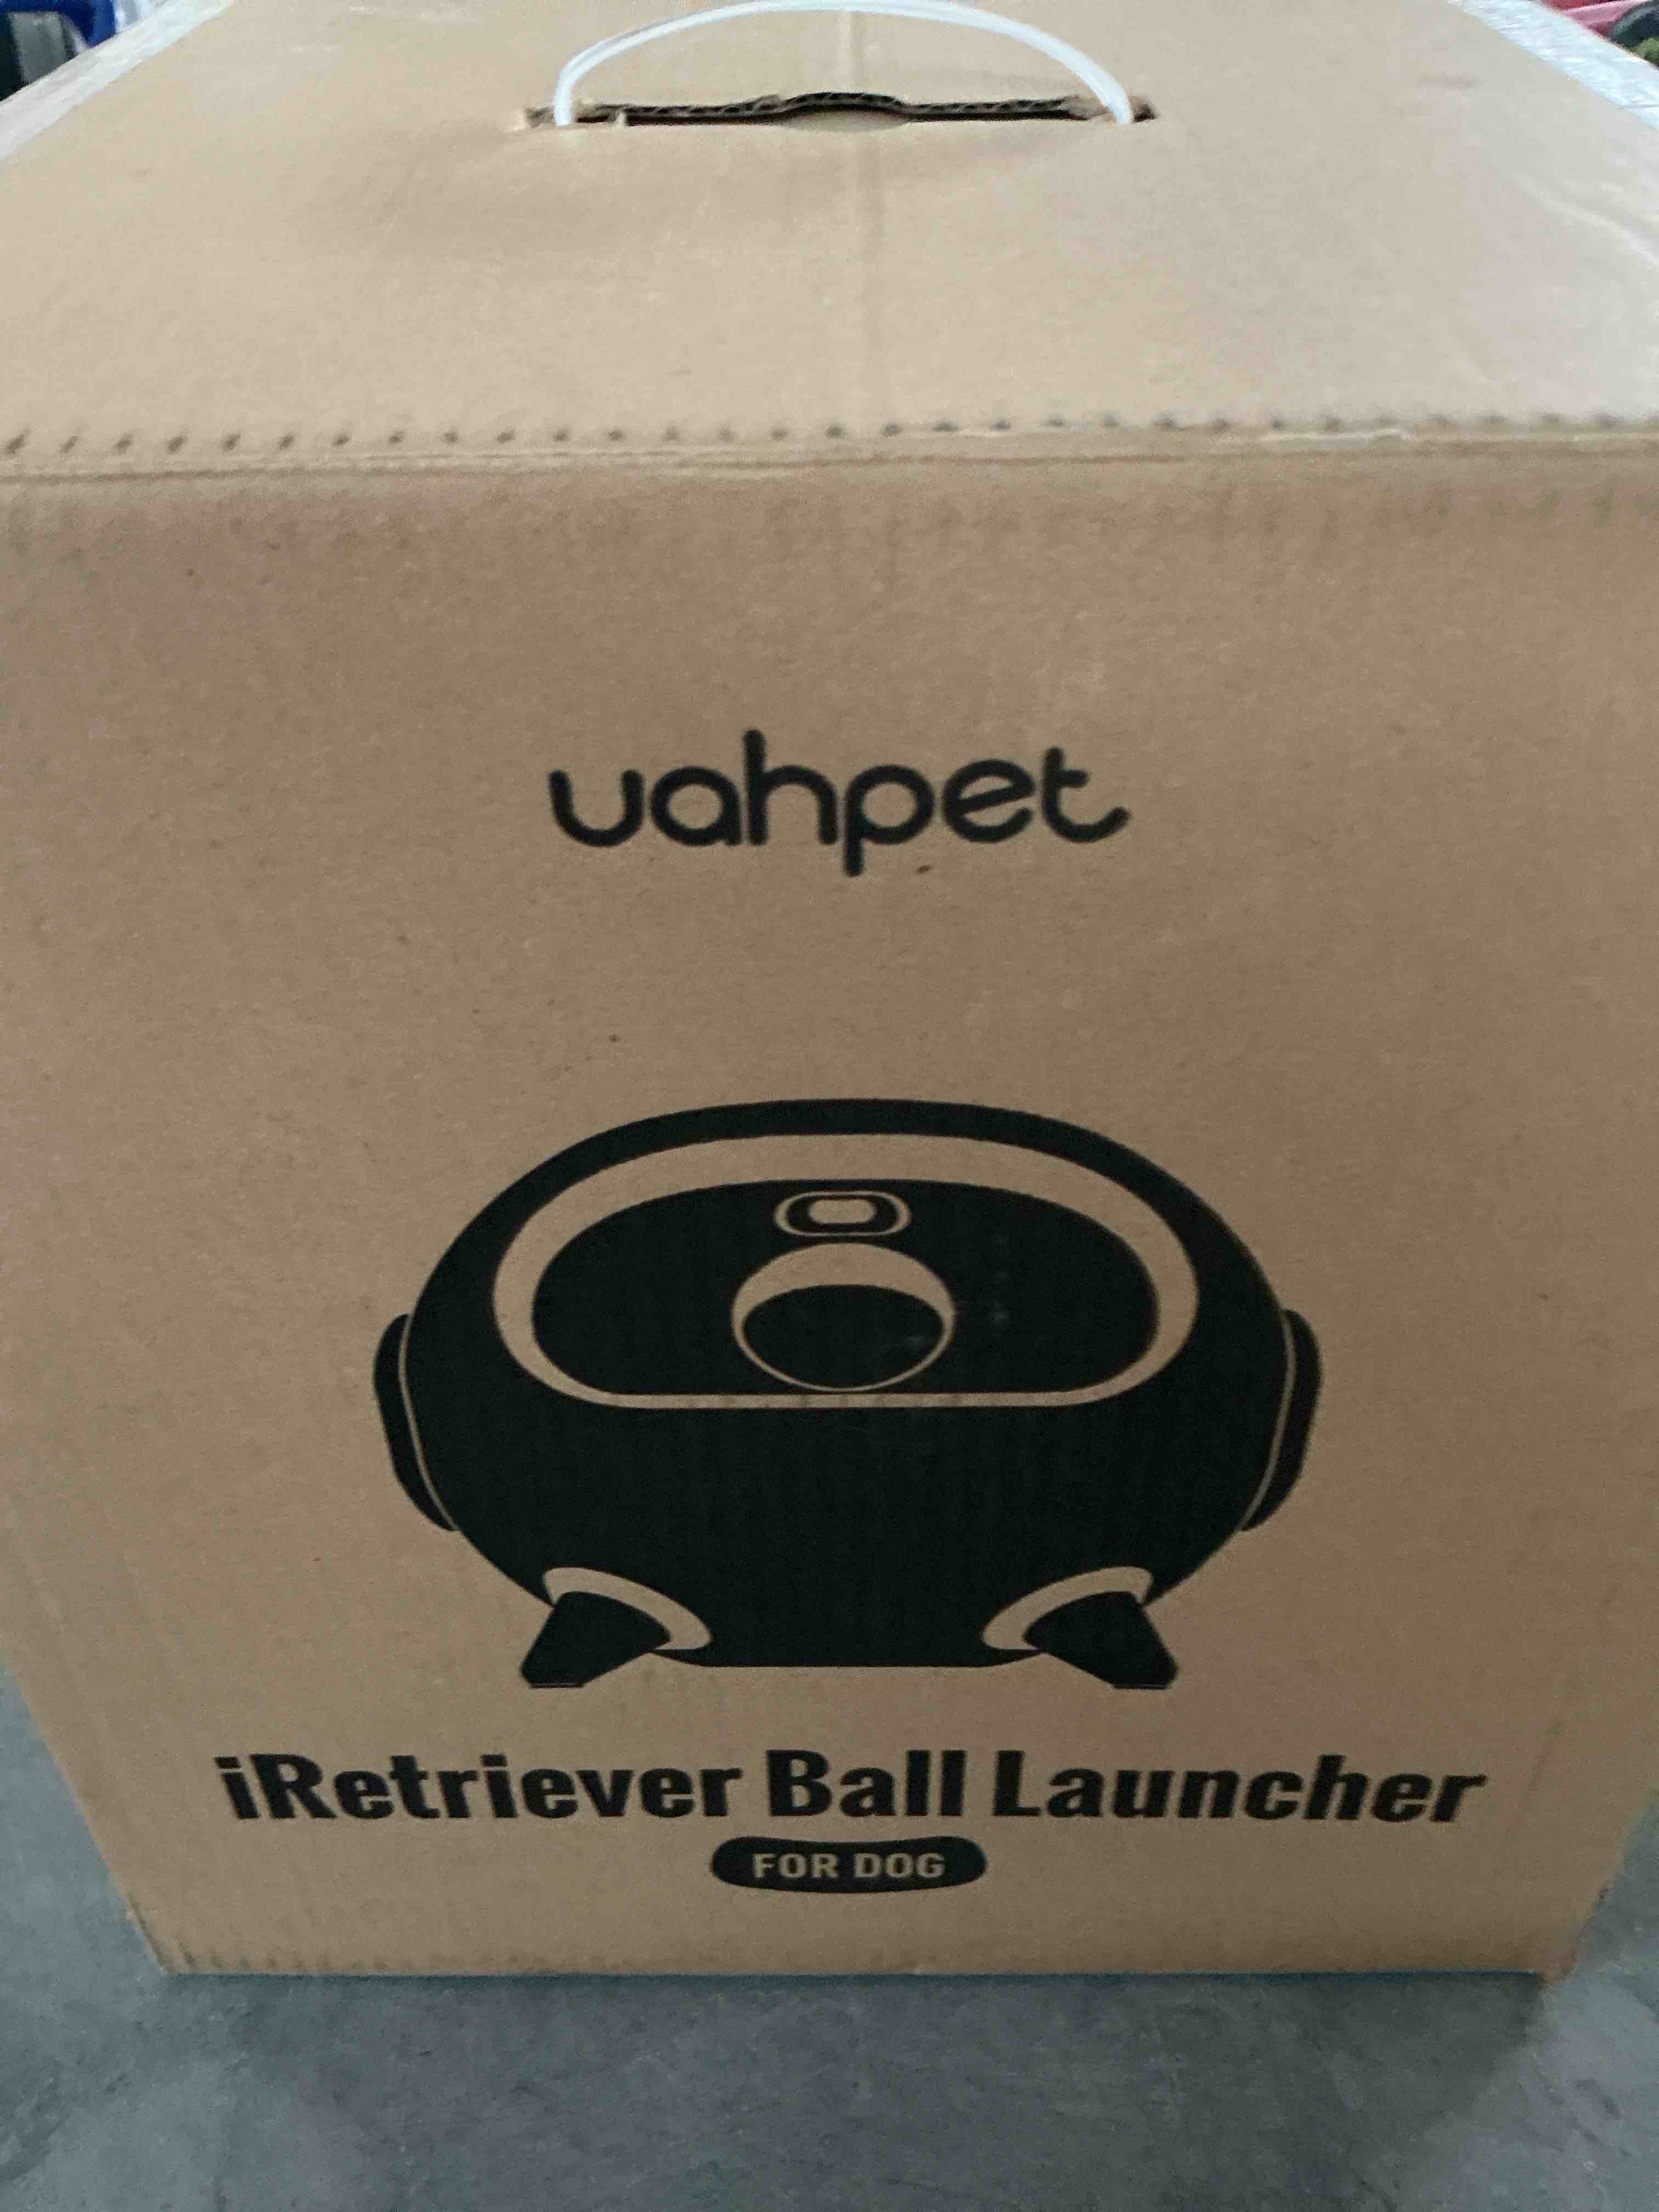 uahpet
iRetriever Ball Launcher
FOR DOG